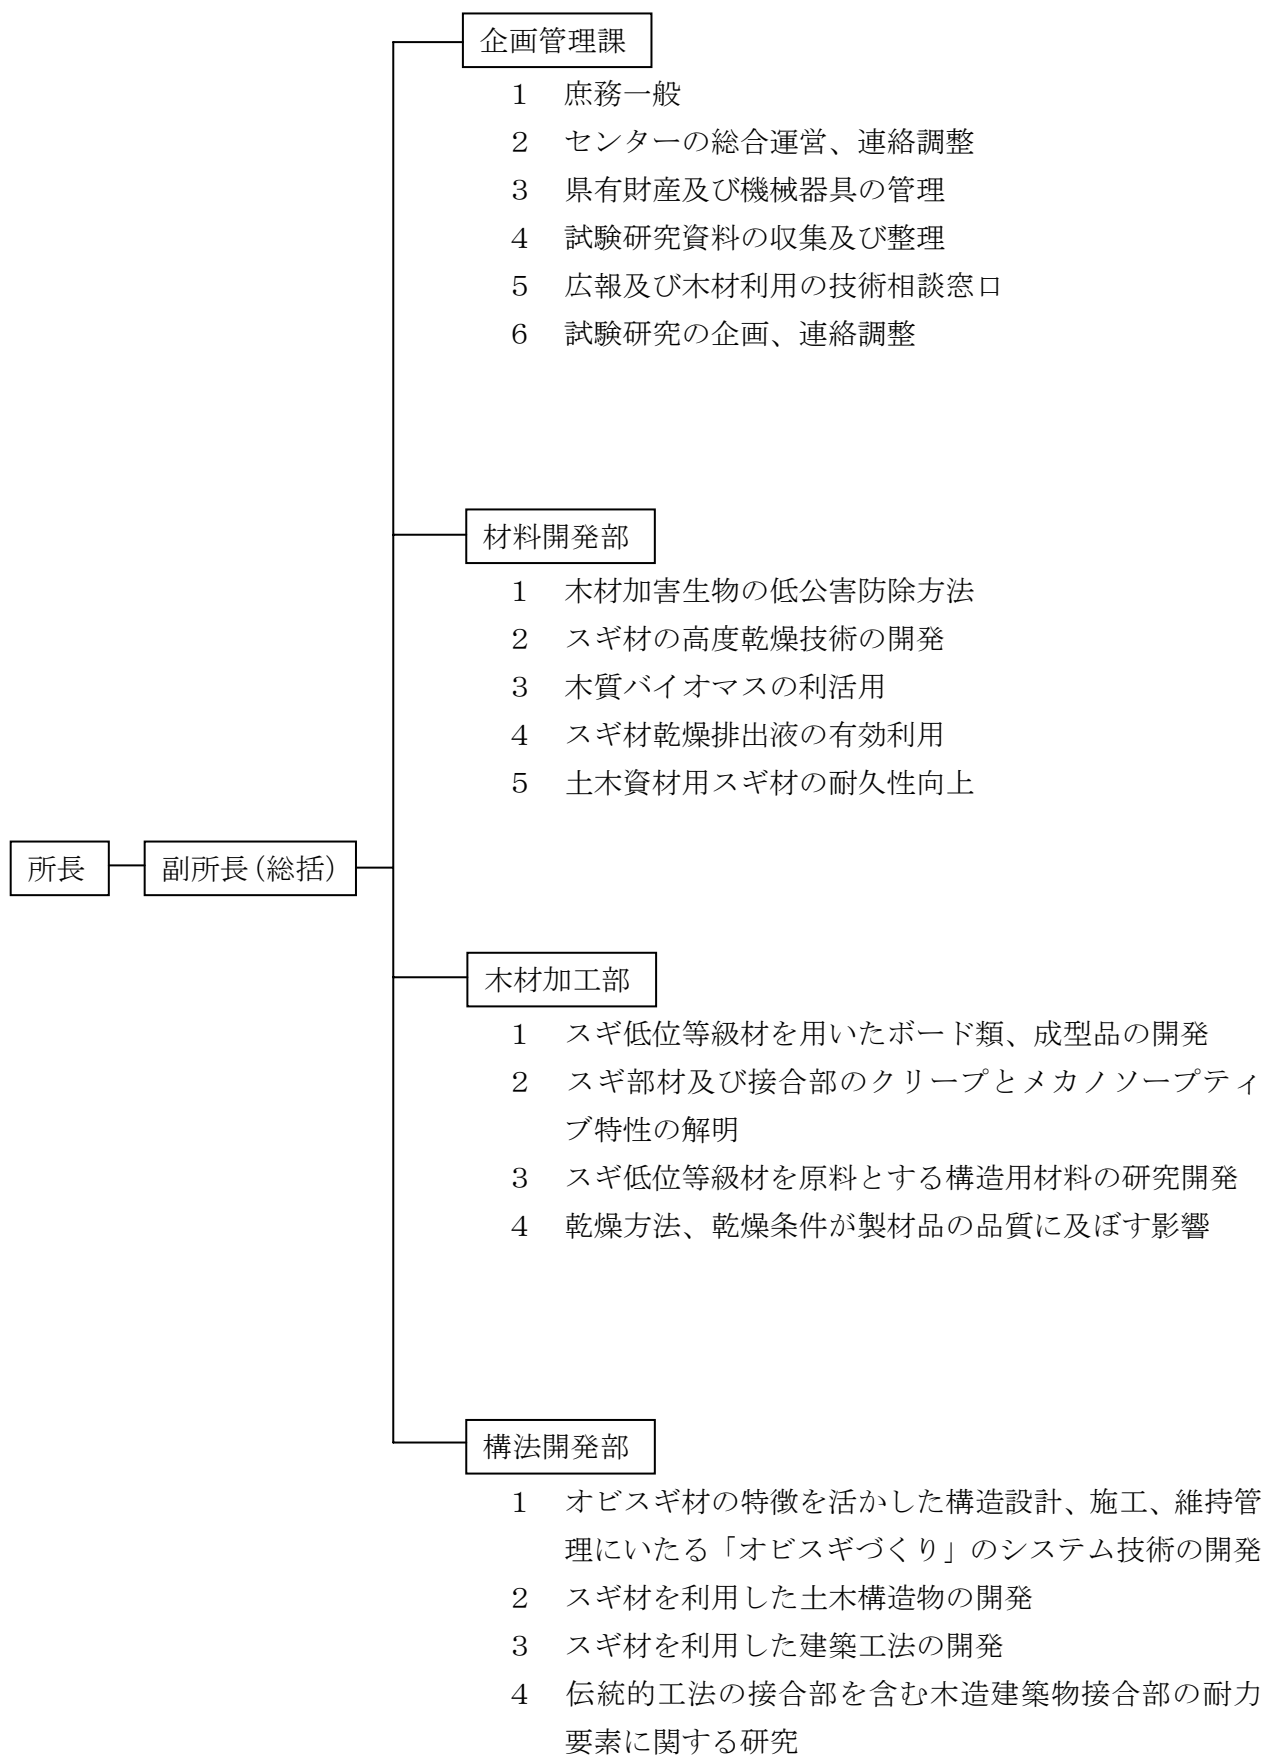 企画管理課
1 庶務一般
2 センターの総合運営、連絡調整
3 県有財産及び機械器具の管理
4 試験研究資料の収集及び整理
5 広報及び木材利用の技術相談窓口
6 試験研究の企画、連絡調整
材料開発部
1 木材加害生物の低公害防除方法
2 スギ材の高度乾燥技術の開発
3 木質バイオマスの利活用
4 スギ材乾燥排出液の有効利用
5 土木資材用スギ材の耐久性向上
所長
副所長(総括)
木材加工部
1 スギ低位等級材を用いたボード類、成型品の開発
2 スギ部材及び接合部のクリープとメカノソープティ
ブ特性の解明
3 スギ低位等級材を原料とする構造用材料の研究開発
4 乾燥方法、乾燥条件が製材品の品質に及ぼす影響
構法開発部
1 オビスギ材の特徴を活かした構造設計、施工、維持管
理にいたる「オビスギづくり」のシステム技術の開発
2 スギ材を利用した土木構造物の開発
3 スギ材を利用した建築工法の開発
4 伝統的工法の接合部を含む木造建築物接合部の耐力
要素に関する研究